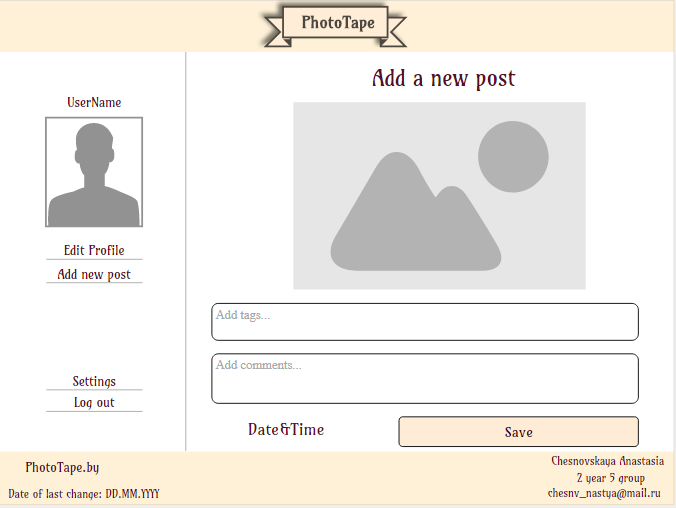 PhotoTape
UserName
Edit Profile
Add new post
Settings
Log out
Add a new post
Add tags...
Add comments...
Date&Time
Save
PhotoTape.by
Date of last change: DD.MM.YYYY
Chesnovskaya Anastasia
2 year 5 group
chesnv_nastya@mail.ru